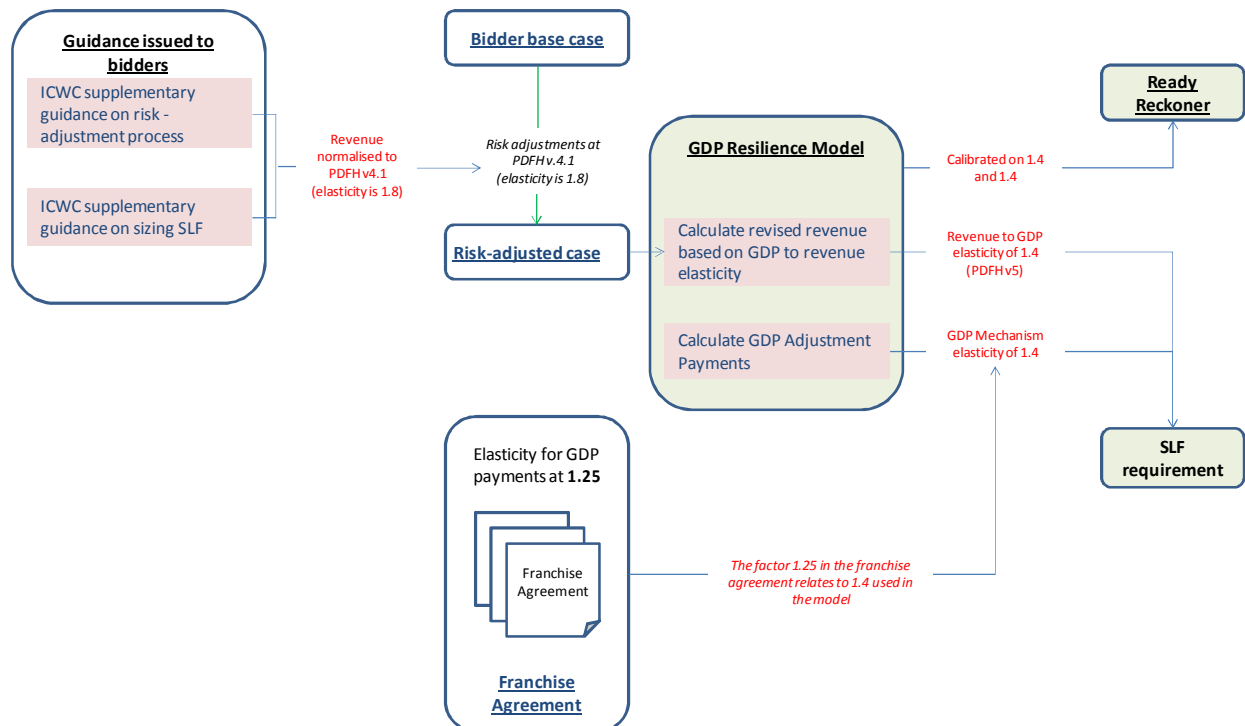 Guidance issued to
bidders
ICWC supplementary
guidance on risk -
adjustment process
ICWC supplementary
guidance on sizing SLF
Revenue
normalised to
PDFH v4.1
(elasticity is 1.8)
Bidder base case
Risk adjustments at
PDFH v.4.1
(elasticity is 1.8)
Risk-adjusted case
GDP Resilience Model
Calculate revised revenue
based on GDP to revenue
elasticity
Calculate GDP Adjustment
Payments
Calibrated on 1.4
and 1.4
Revenue to GDP
elasticity of 1.4
(PDFH v5)
GDP Mechanism
elasticity of 1.4
Ready
Reckoner
SLF
requirement
Elasticity for GDP
payments at 1.25
Franchise
Agreement
Franchise
Agreement
The factor 1.25 in the franchise
agreement relates to 1.4 used in
the model